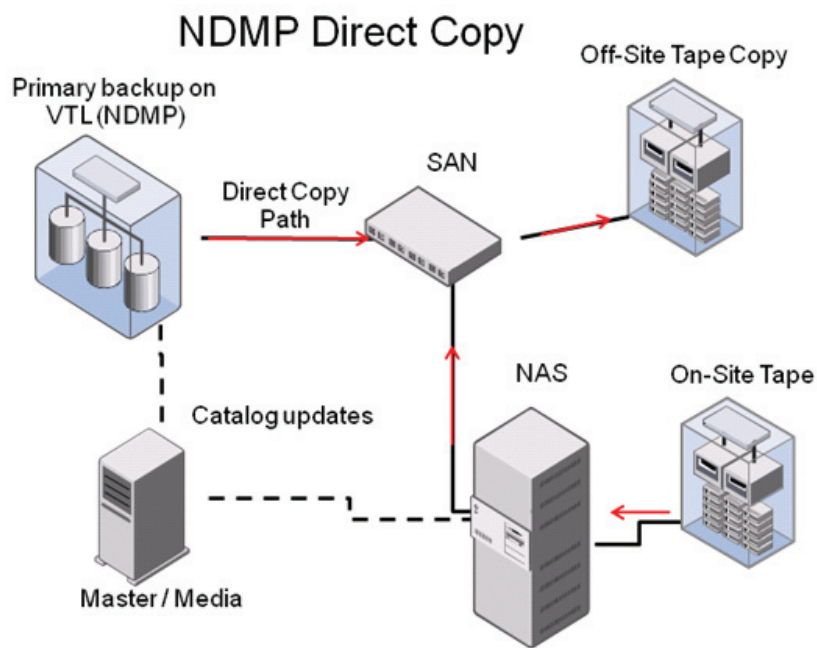 NDMP Direct Copy
Primary backup on
VTL (NDMP)
Off-Site Tape Copy
SAN
Direct Copy
Path
NAS
On-Site Tape
Catalog updates
Master / Media